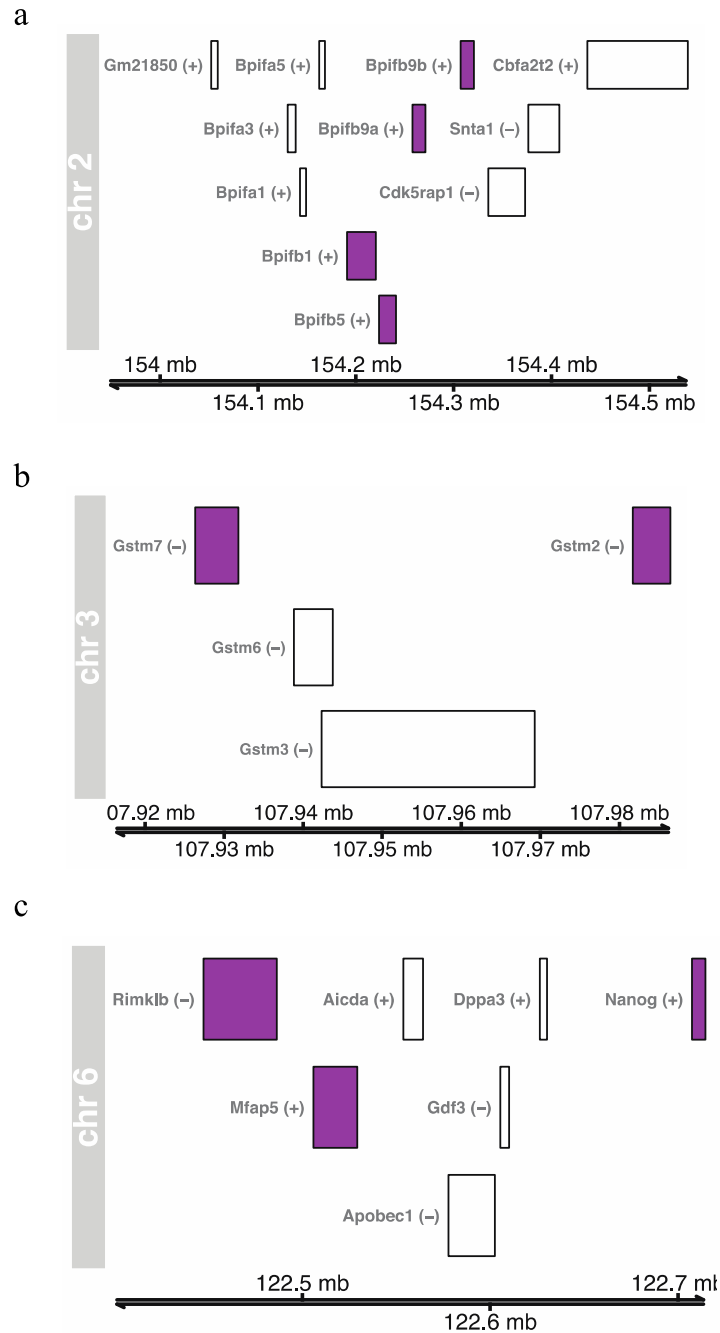 a
chr 2
Gm21850 (+) Bpifa5 (+) Bpifb9b (+) Cbfa2t2 (+)
Bpifa3 (+) Bpifb9a (+) Snta1 (−)
Bpifa1 (+) Cdk5rap1 (−)
Bpifb1 (+)
Bpifb5 (+)
154 mb 154.2 mb 154.4 mb
154.1 mb 154.3 mb 154.5 mb
b
chr 3
Gstm7 (−) Gstm2 (−)
Gstm6 (−)
Gstm3 (−)
07.92 mb 107.94 mb 107.96 mb 107.98 mb
107.93 mb 107.95 mb 107.97 mb
c
chr 6
Rimklb (−) Aicda (+) Dppa3 (+) Nanog (+)
Mfap5 (+) Gdf3 (−)
Apobec1 (−)
122.5 mb 122.7 mb
122.6 mb